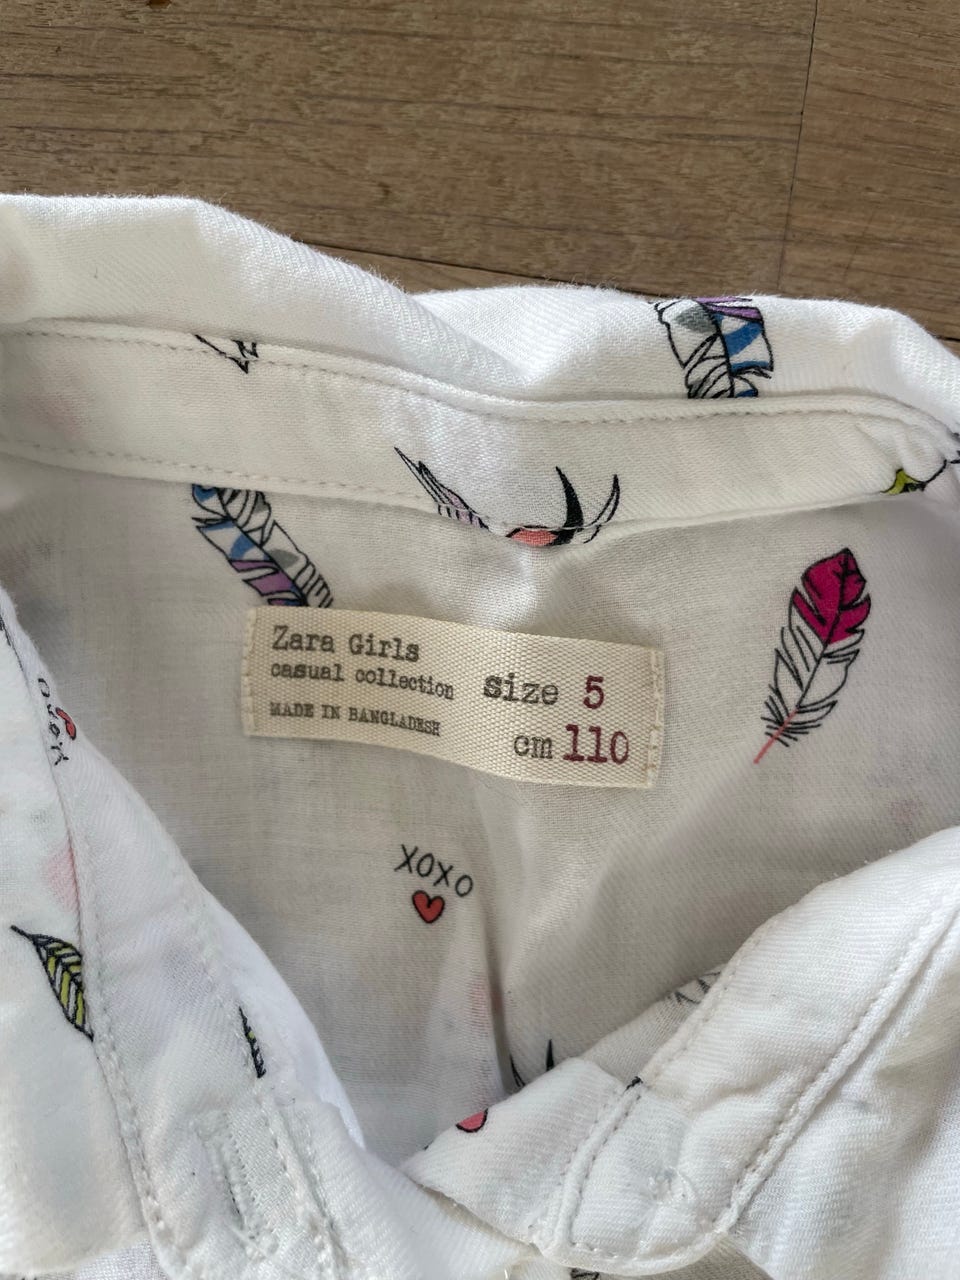 Zara Girls
casual collection
MADE IN BANGLADESH
size 5
cm 110
XOXO